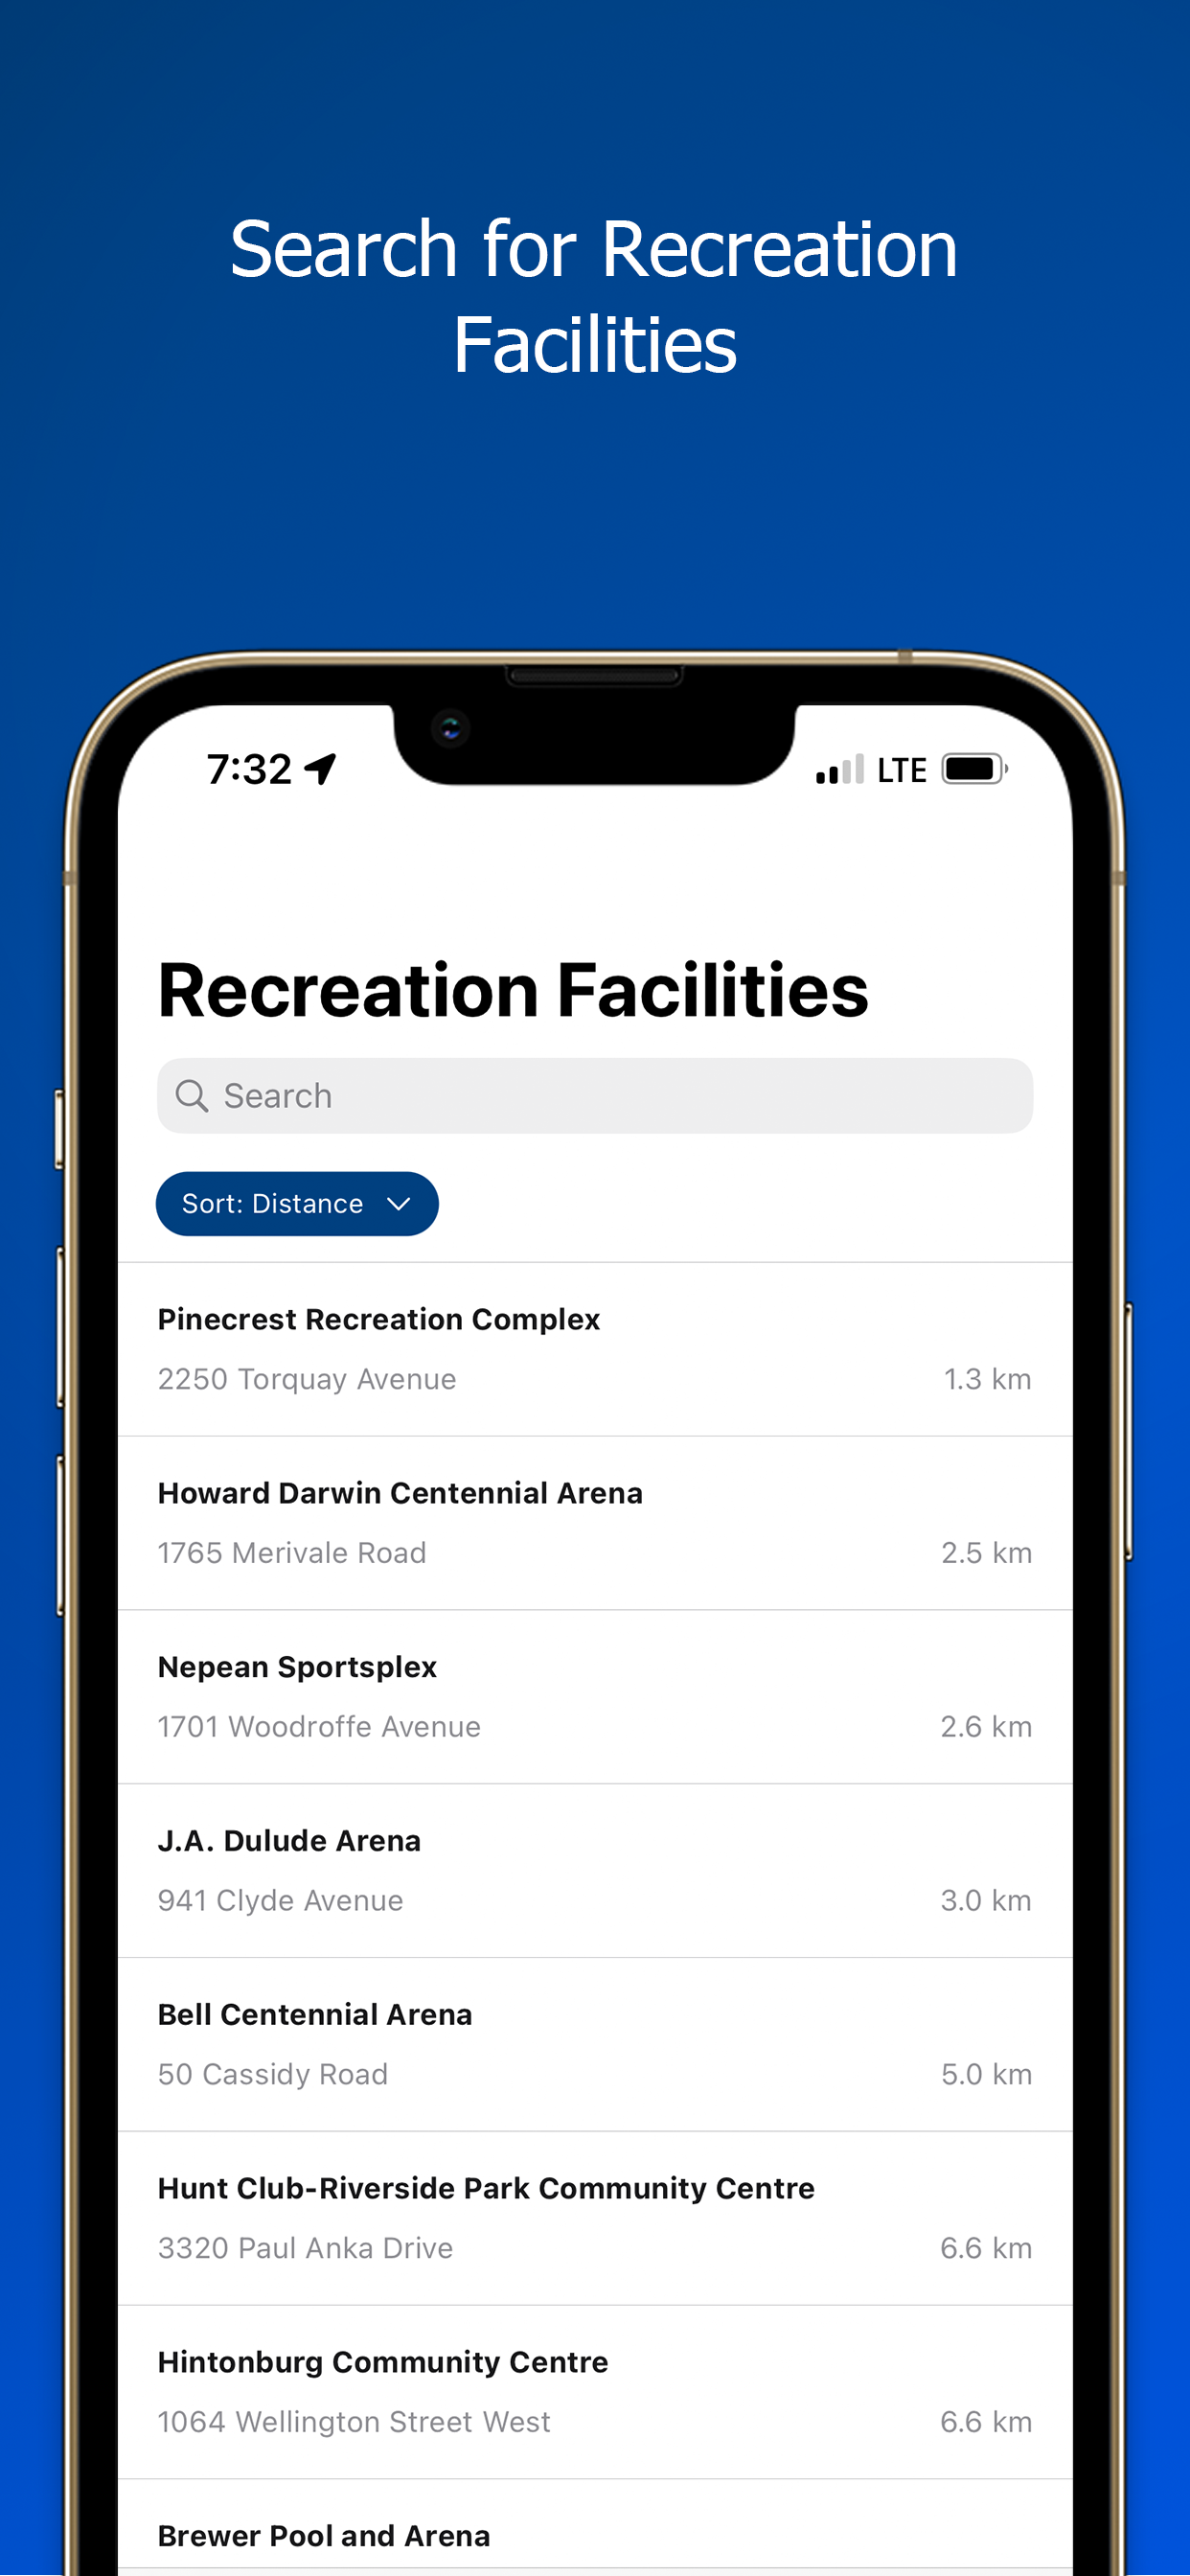 Search for Recreation
Facilities
7:32 LTE
Recreation Facilities
Search
Sort: Distance
Pinecrest Recreation Complex
2250 Torquay Avenue 1.3 km
Howard Darwin Centennial Arena
1765 Merivale Road 2.5 km
Nepean Sportsplex
1701 Woodroffe Avenue 2.6 km
J.A. Dulude Arena
941 Clyde Avenue 3.0 km
Bell Centennial Arena
50 Cassidy Road 5.0 km
Hunt Club-Riverside Park Community Centre
3320 Paul Anka Drive 6.6 km
Hintonburg Community Centre
1064 Wellington Street West 6.6 km
Brewer Pool and Arena